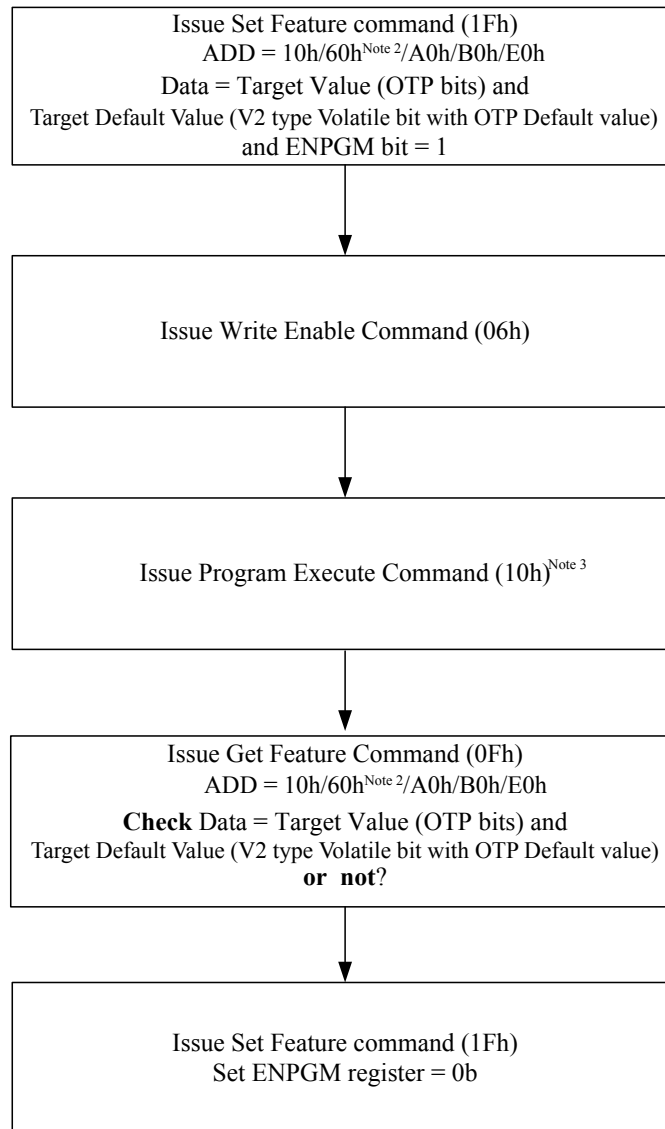 Issue Set Feature command (1Fh)
ADD = 10h/60hNote 2/A0h/B0h/E0h
Data = Target Value (OTP bits) and
Target Default Value (V2 type Volatile bit with OTP Default value)
and ENPGM bit = 1
Issue Write Enable Command (06h)
Issue Program Execute Command (10h)Note 3
Issue Get Feature Command (0Fh)
ADD = 10h/60hNote 2/A0h/B0h/E0h
Check Data = Target Value (OTP bits) and
Target Default Value (V2 type Volatile bit with OTP Default value)
or not?
Issue Set Feature command (1Fh)
Set ENPGM register = 0b